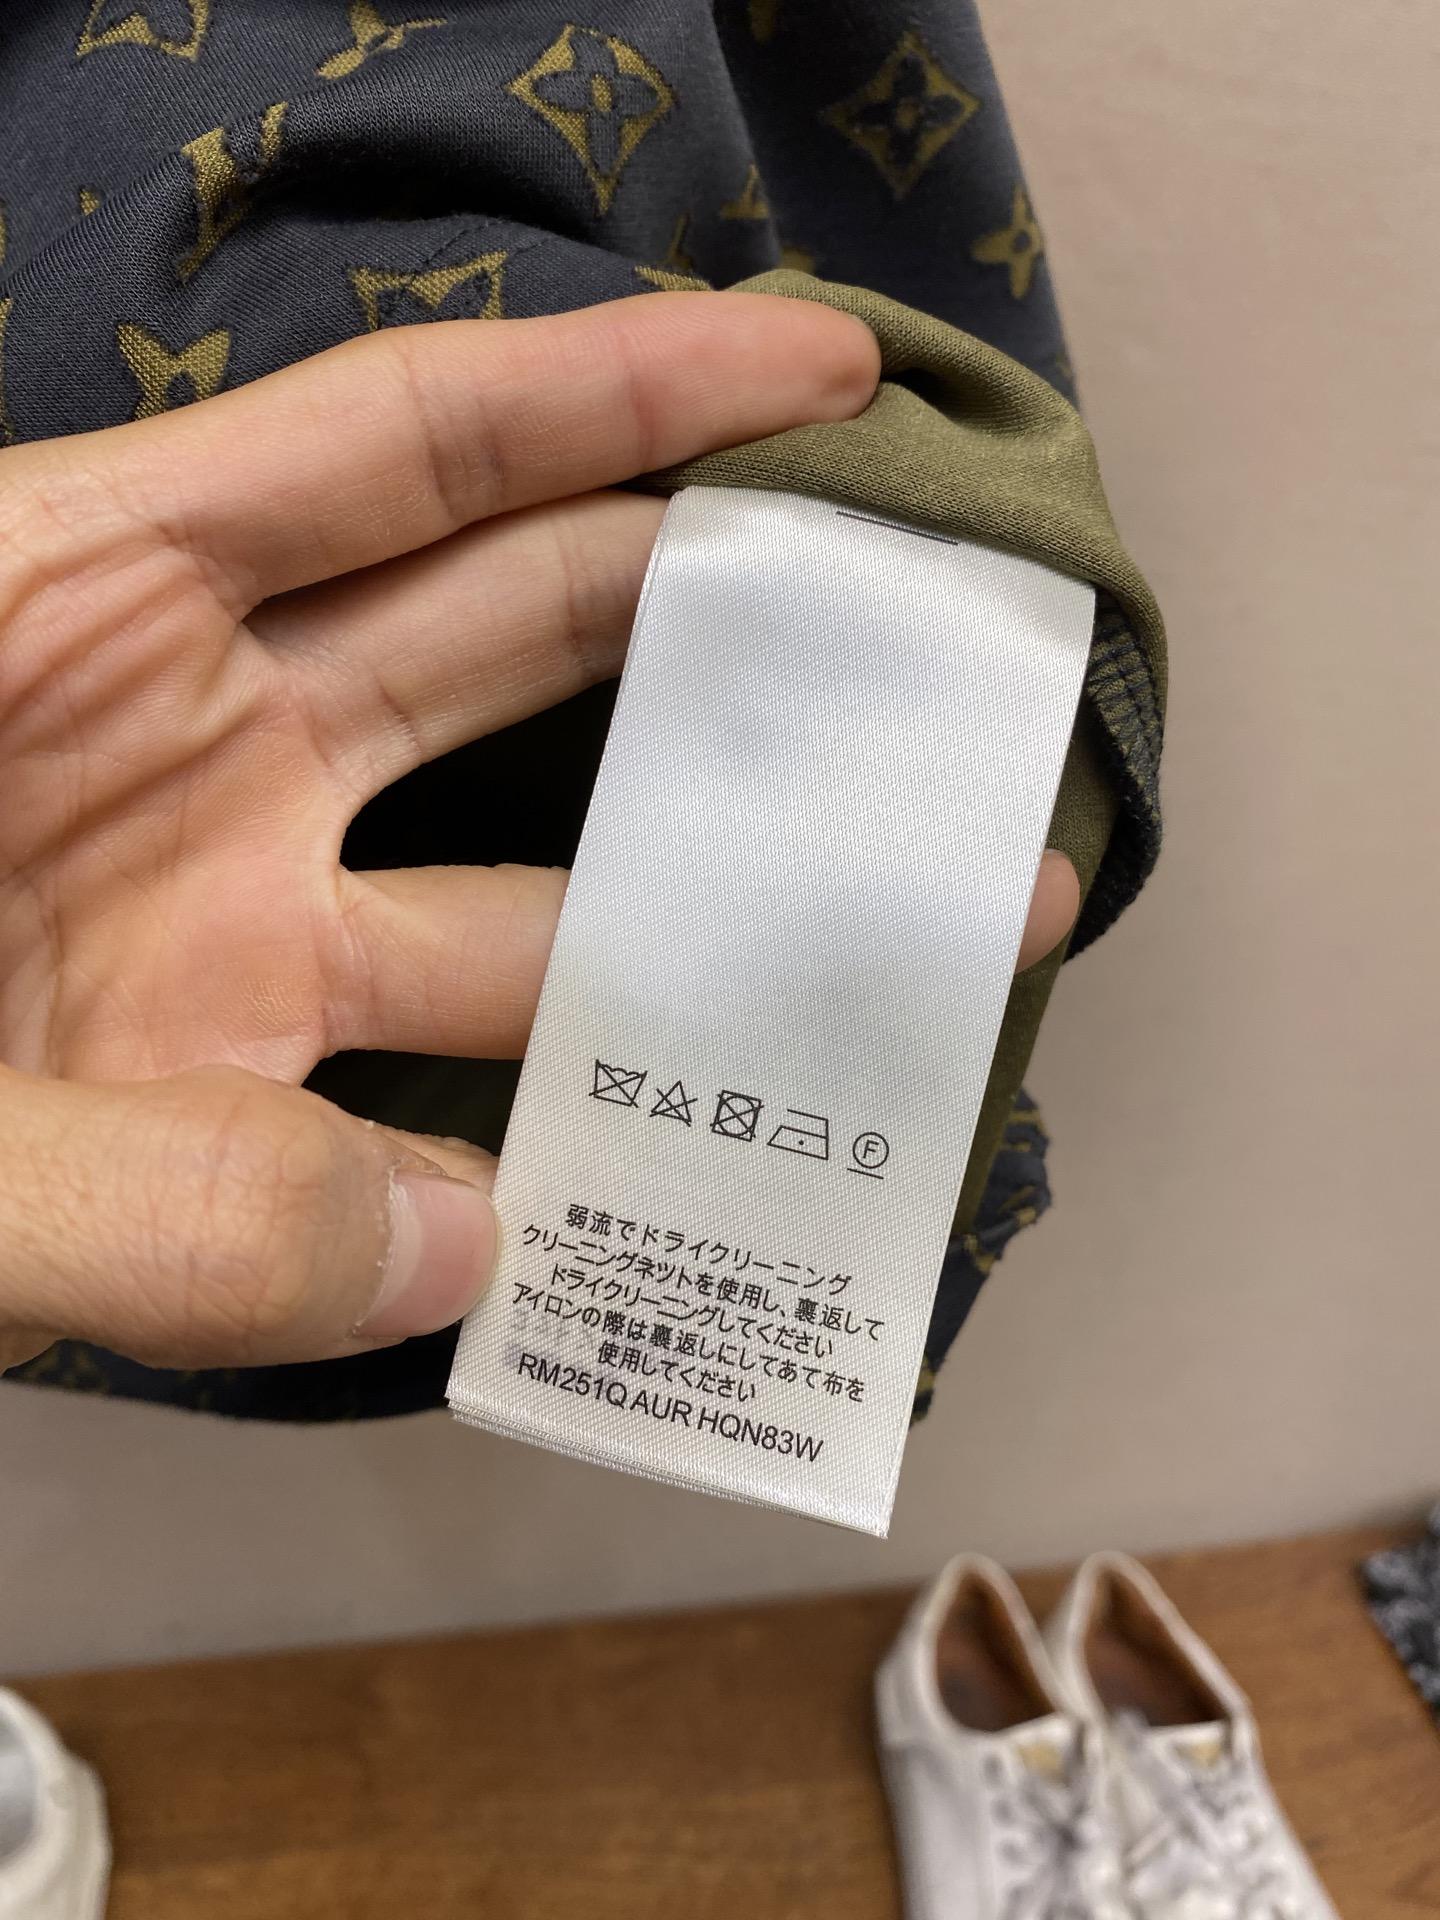 F
弱流でドライクリーニング
クリーニングネットを使用し、裏返して
ドライクリーニングしてください
アイロンの際は裏返しにしてあて布を
使用してください
RM251Q AUR HQN83W